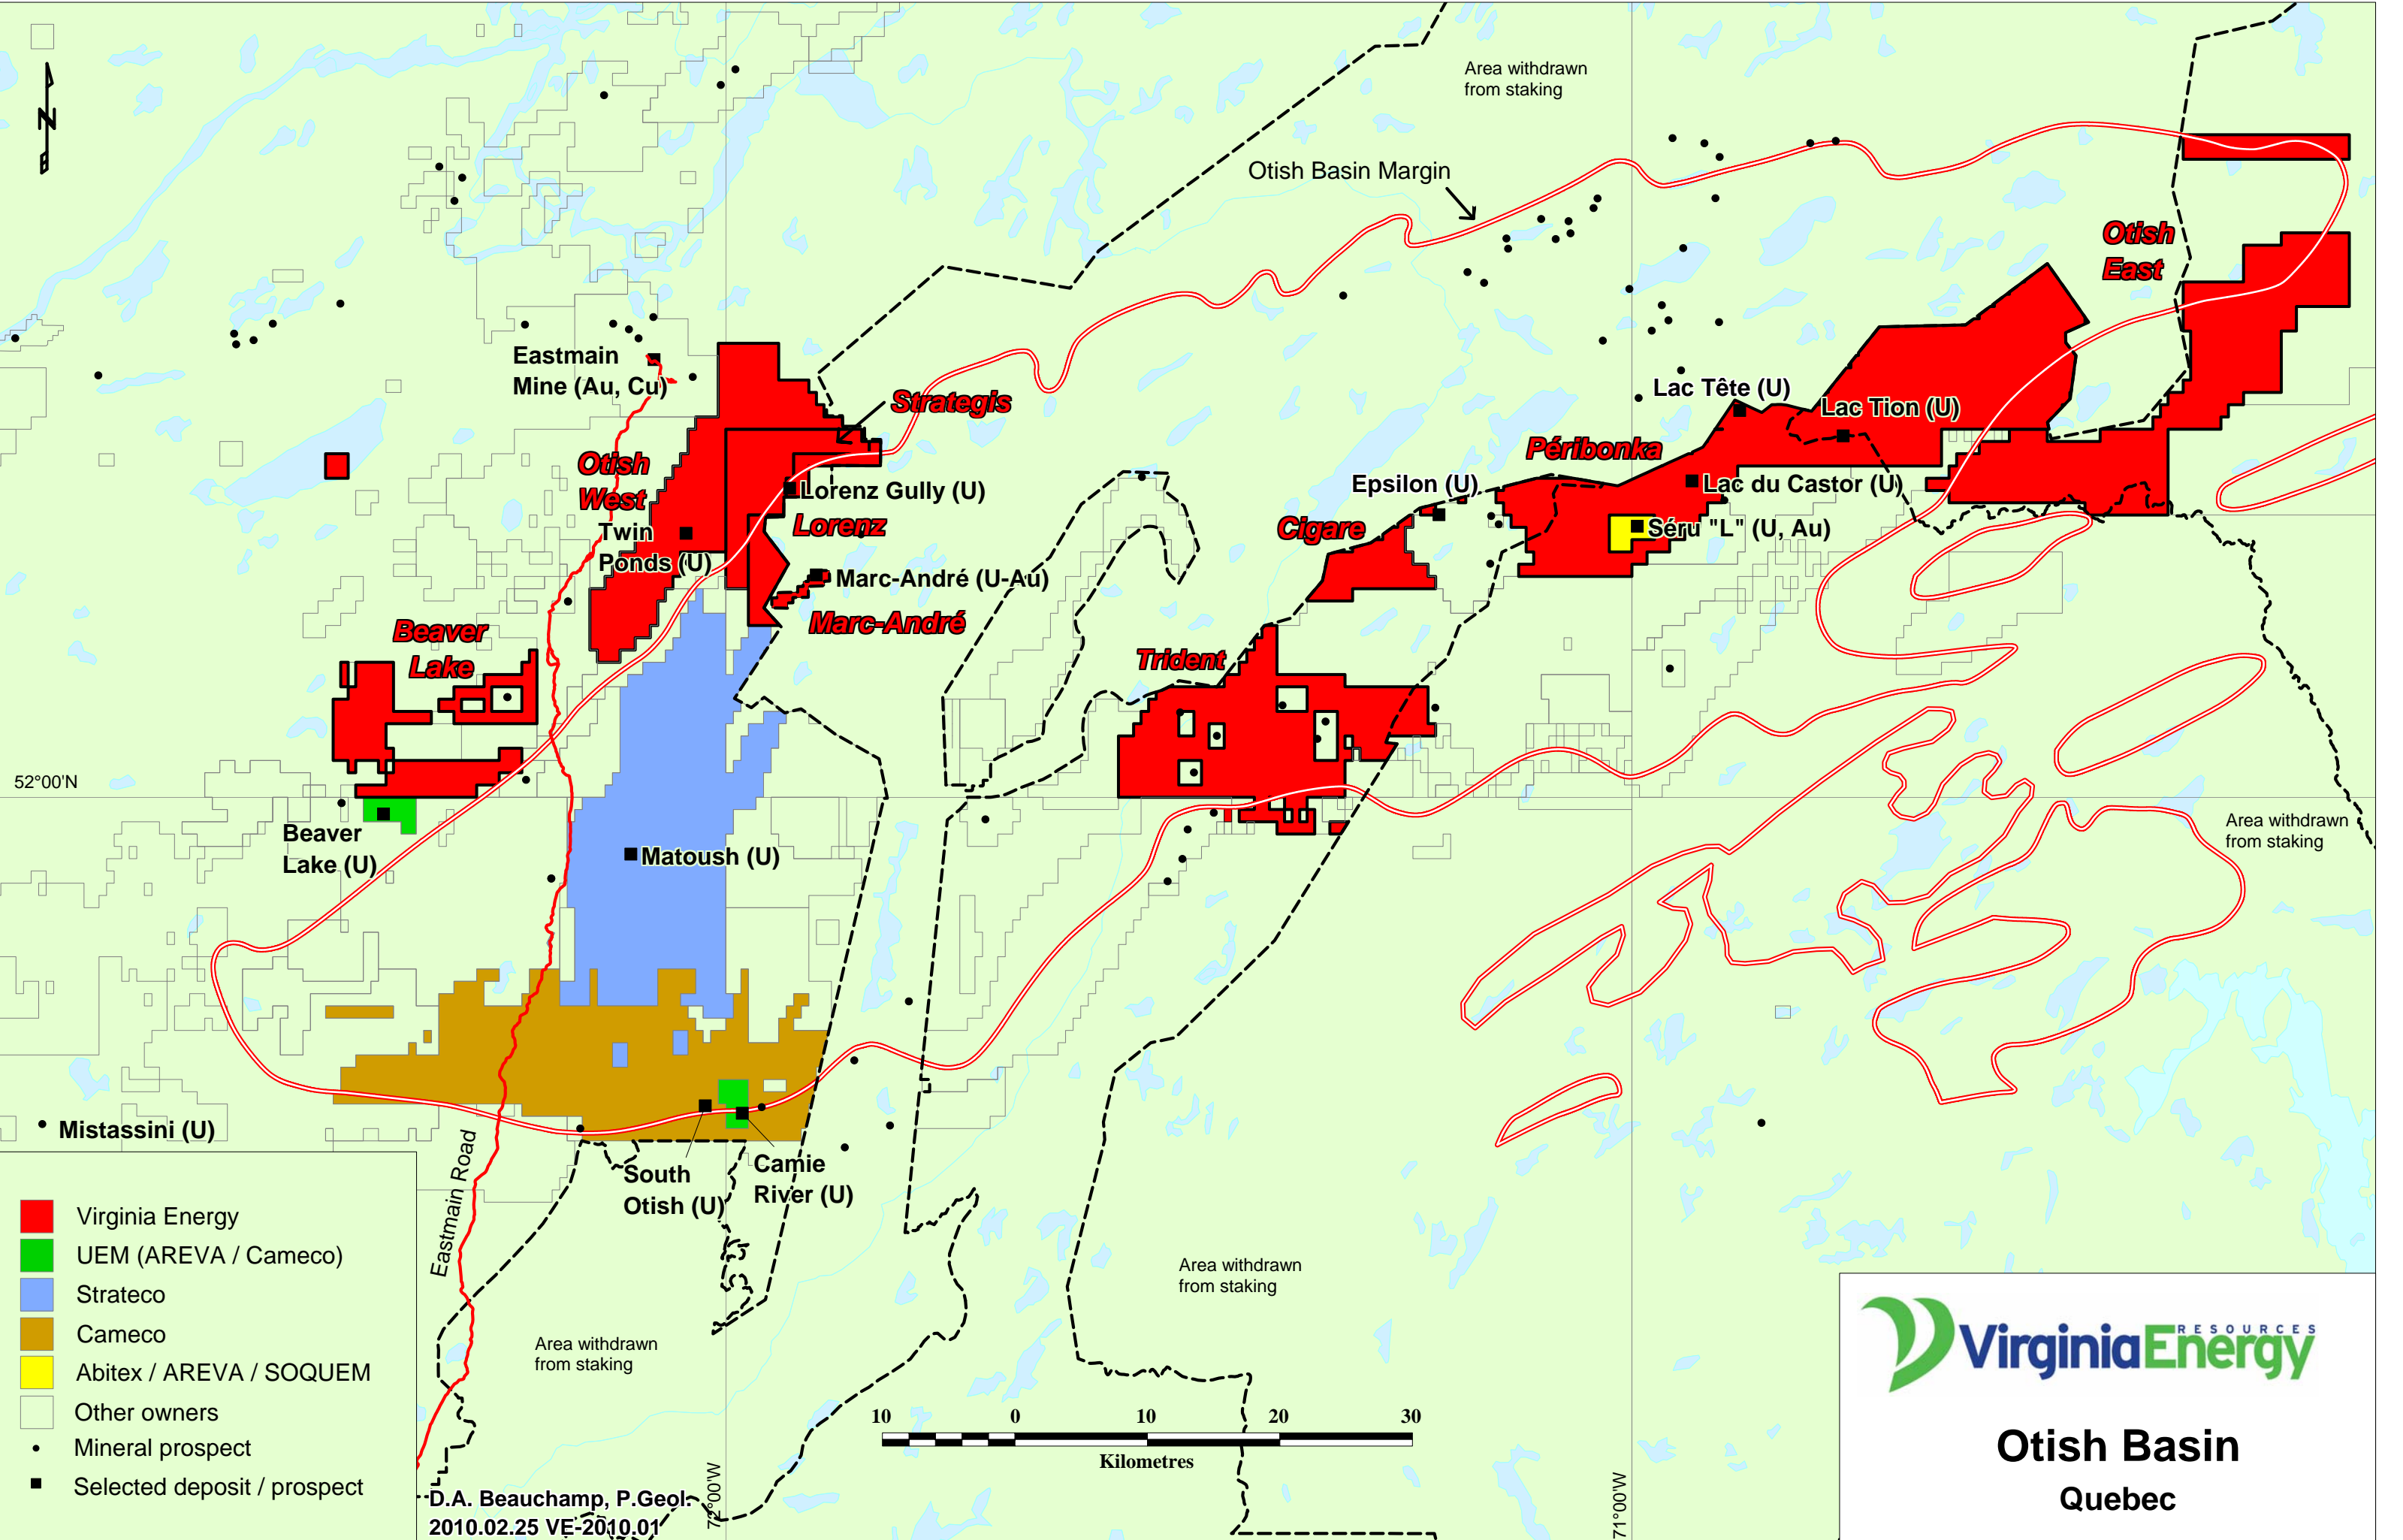 N
Area withdrawn
from staking
Otish Basin Margin
Otish
East
Eastmain
Mine (Au, Cu)
Strategis
Lac Tête (U)
Lac Tion (U)
Péribonka
Otish
West
Lorenz Gully (U)
Epsilon (U)
Lac du Castor (U)
Lorenz
Cigare
Séru "L" (U, Au)
Twin
Ponds (U)
Marc-André (U-Au)
Marc-André
Beaver
Lake
Trident
52°00'N
Beaver
Lake (U)
Matoush (U)
Area withdrawn
from staking
Mistassini (U)
South
Otish (U)
Camie
River (U)
Eastmain Road
Area withdrawn
from staking
Area withdrawn
from staking
Virginia Energy
UEM (AREVA / Cameco)
Strateco
Cameco
Abitex / AREVA / SOQUEM
Other owners
Mineral prospect
Selected deposit / prospect
10 0 10 20 30
Kilometres
72°00'W
71°00'W
D.A. Beauchamp, P.Geol.
2010.02.25 VE-2010.01
RESOURCES
VirginiaEnergy
Otish Basin
Quebec